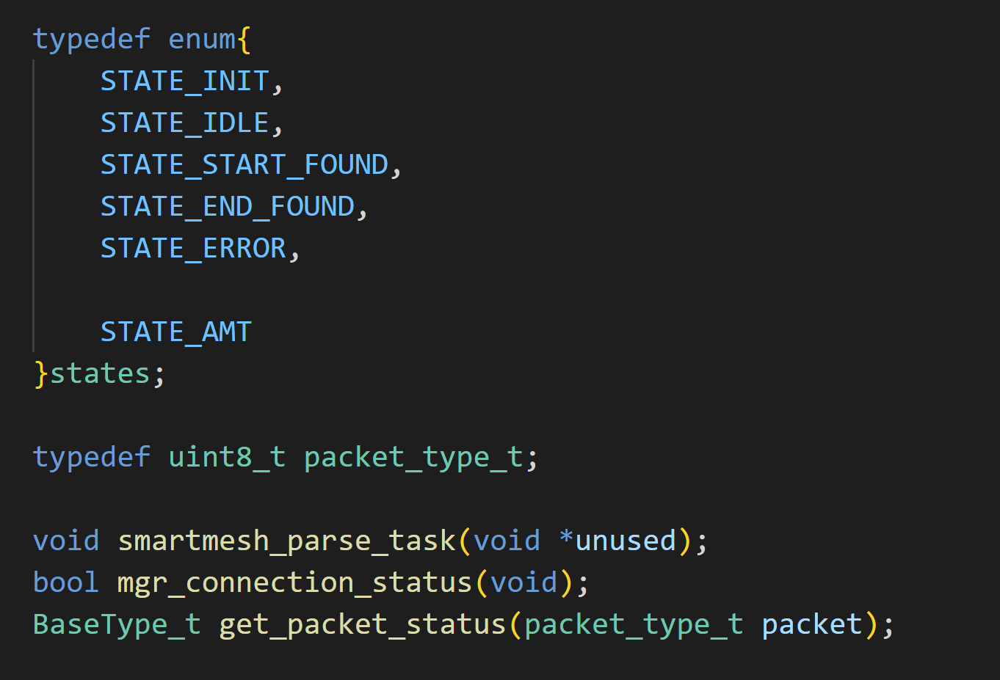 typedef enum{
    STATE_INIT,
    STATE_IDLE,
    STATE_START_FOUND,
    STATE_END_FOUND,
    STATE_ERROR,

    STATE_AMT
}states;

typedef uint8_t packet_type_t;

void smartmesh_parse_task(void *unused);
bool mgr_connection_status(void);
BaseType_t get_packet_status(packet_type_t packet);